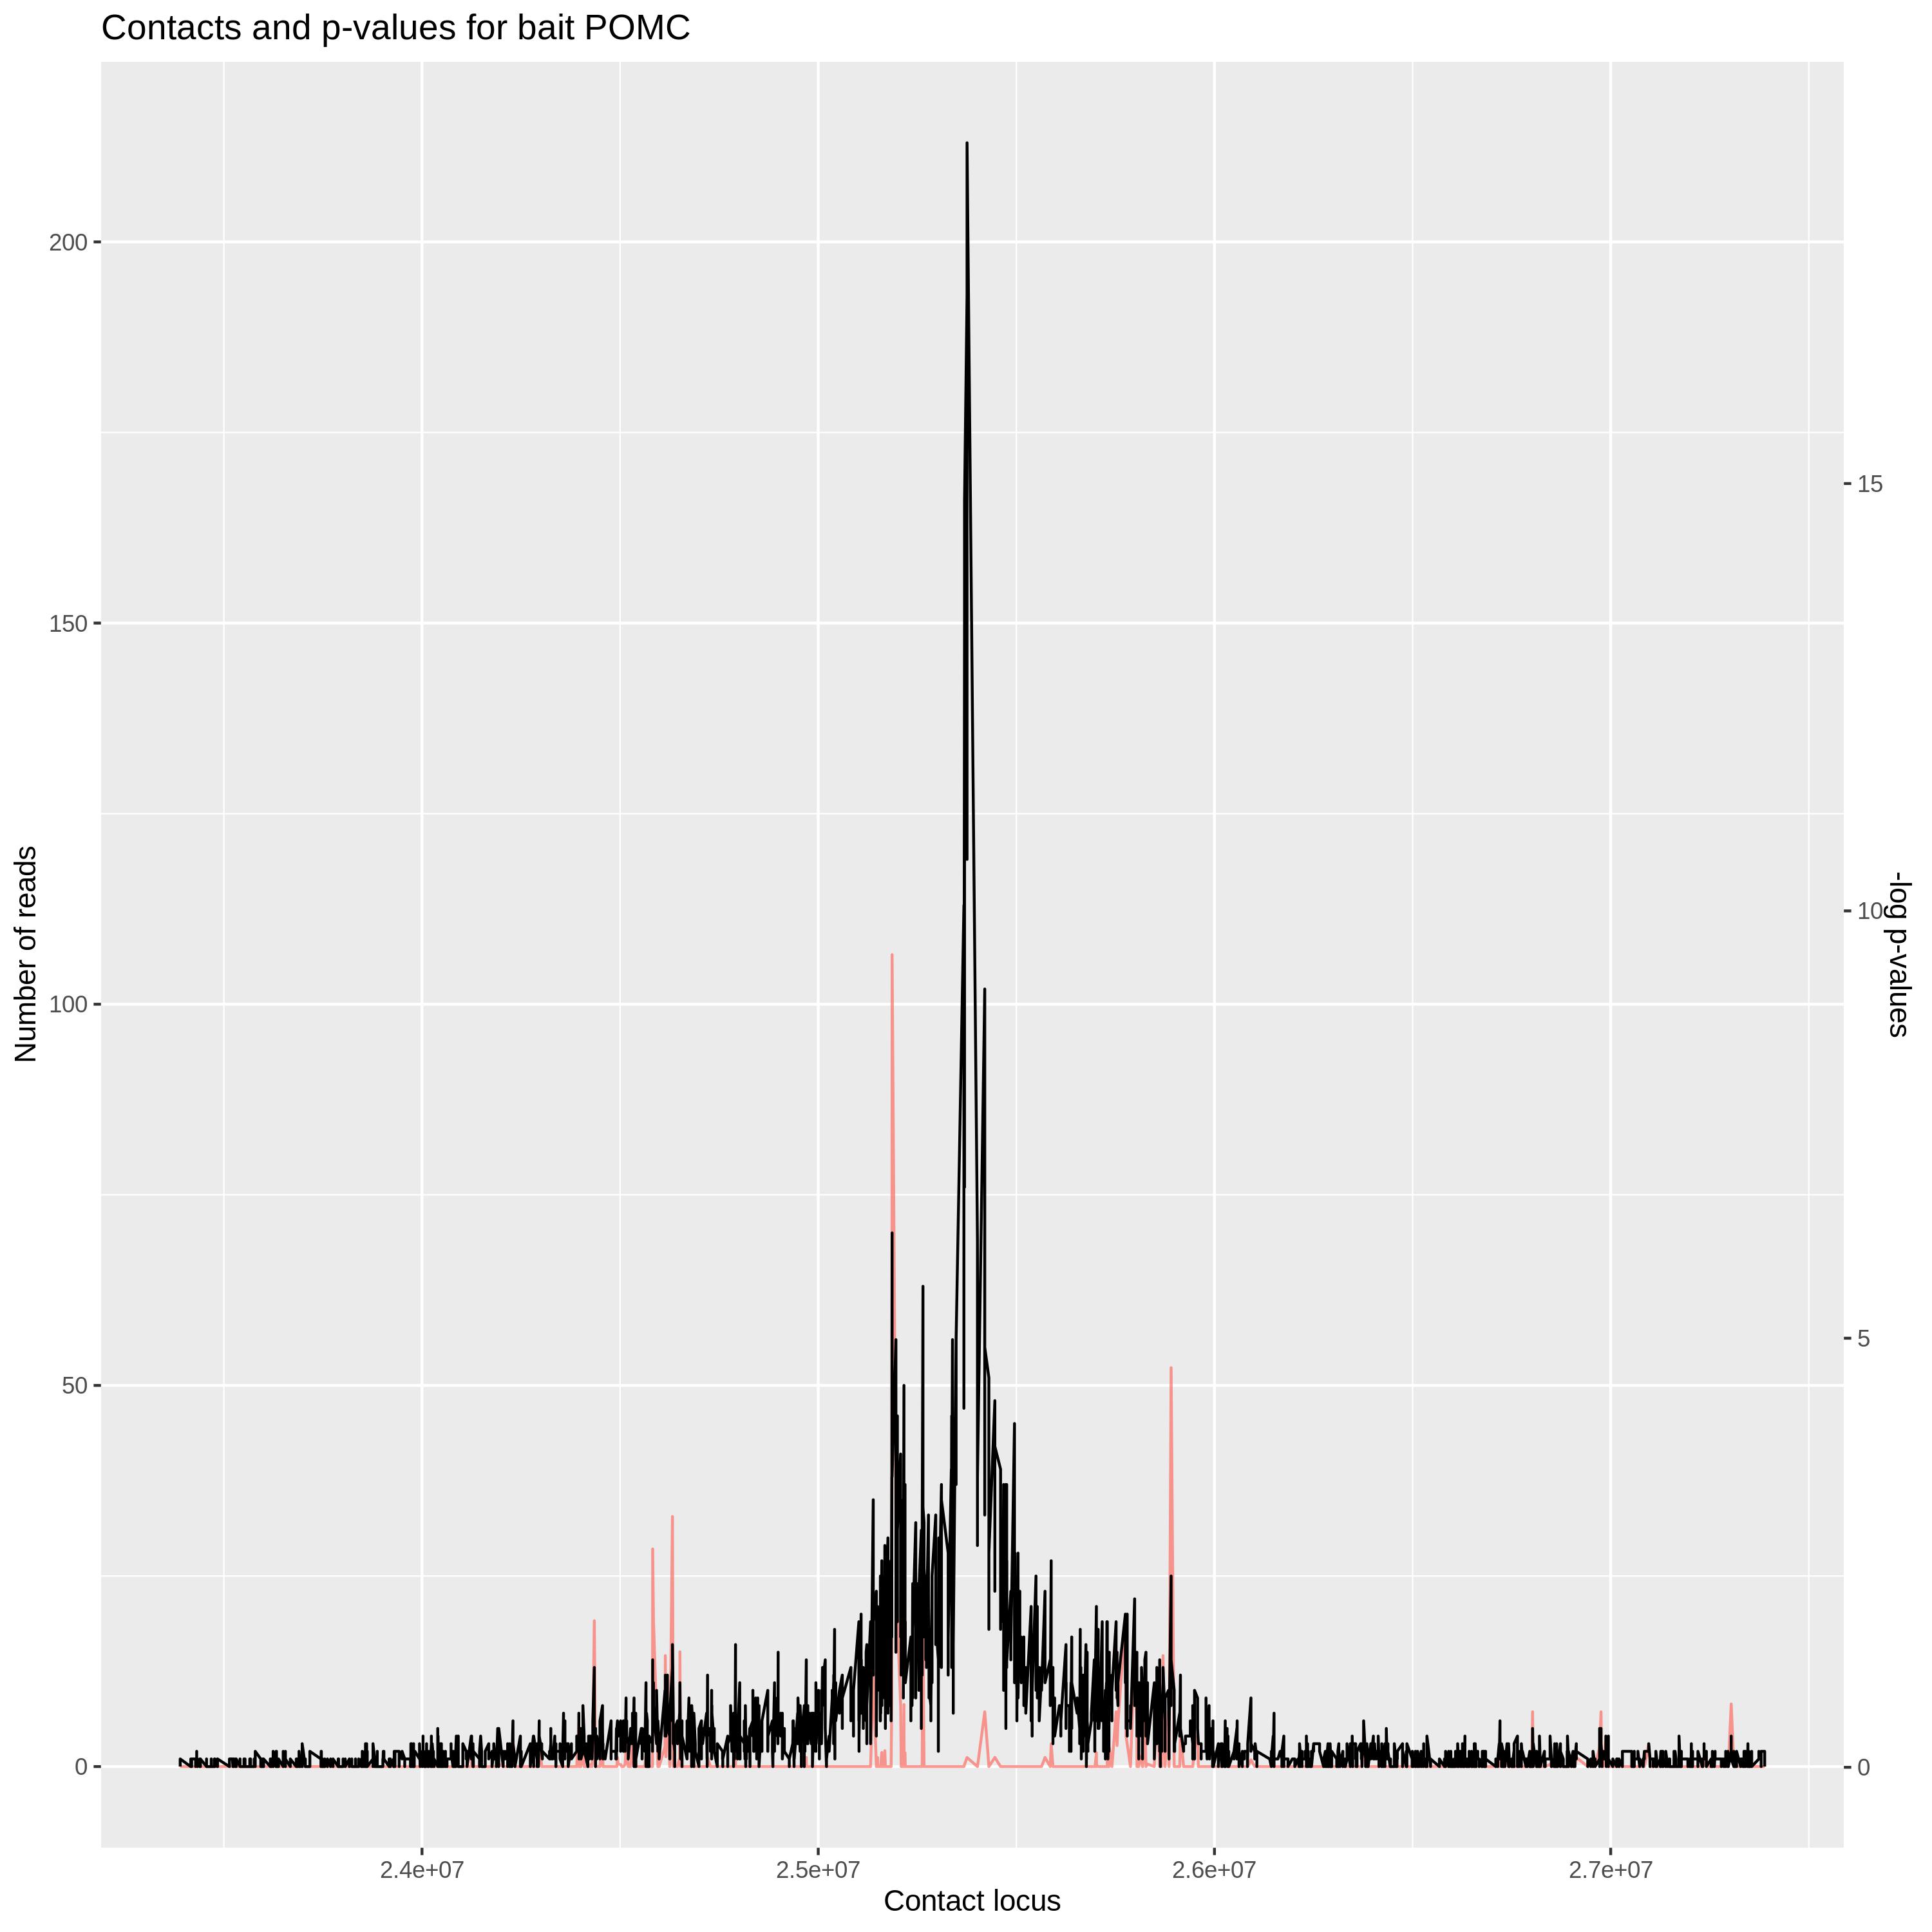 Contacts and p-values for bait POMC
200
150
100
50
0
Number of reads
15
10
5
0
-log p-values
2.4e+07 2.5e+07 2.6e+07 2.7e+07
Contact locus